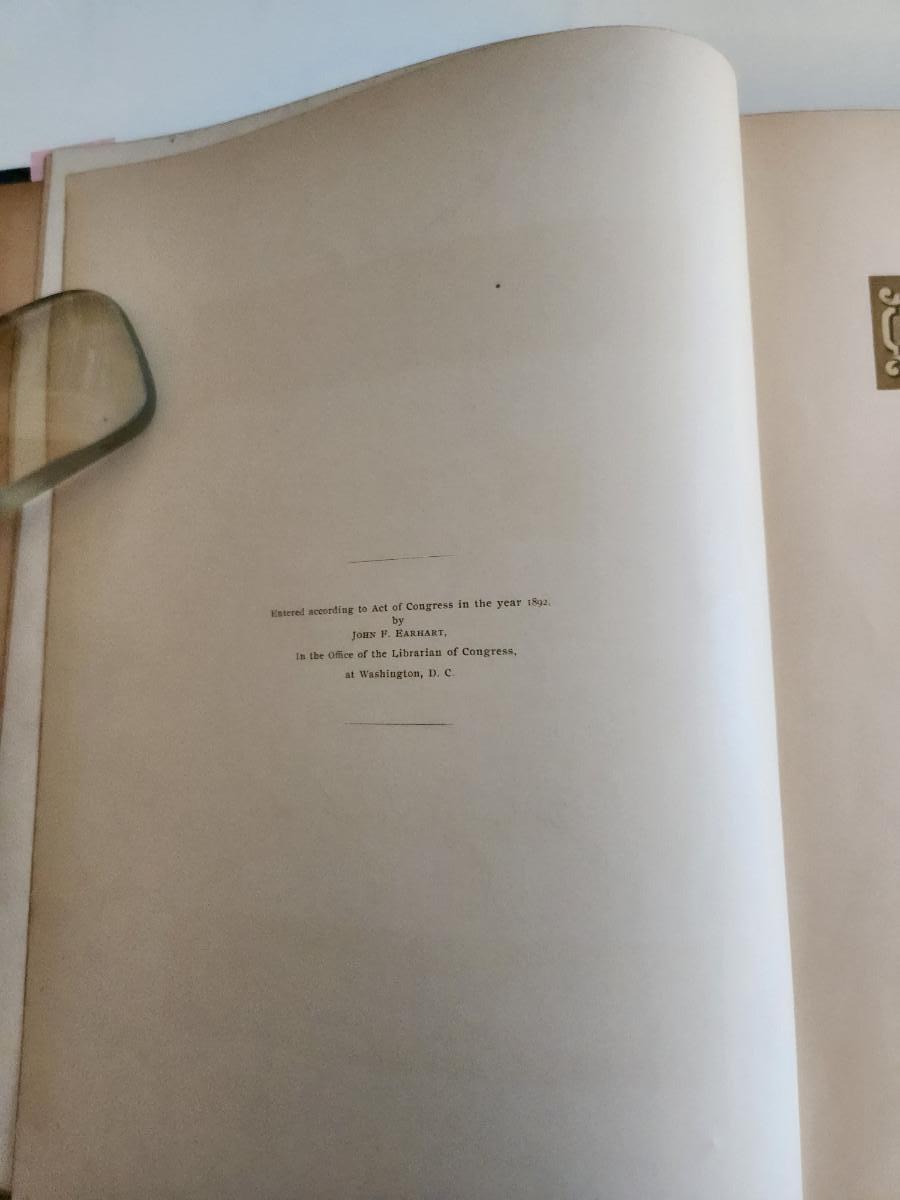 Entered according to Act of Congress in the year 1892,
by
JOHN F. EARHART,
In the Office of the Librarian of Congress,
at Washington, D. C.